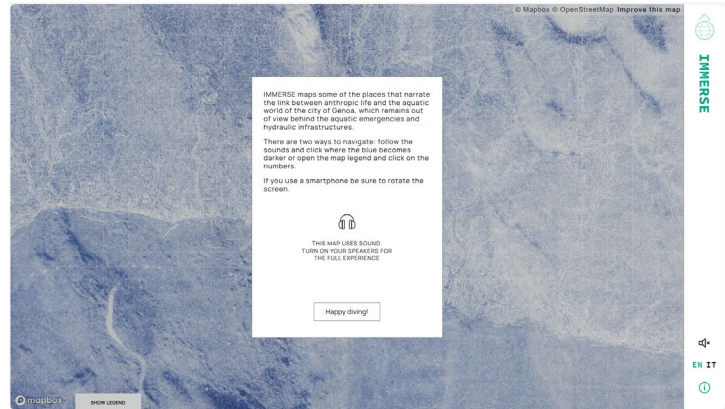 © Mapbox © OpenStreetMap Improve this map
IMMERSE
IMMERSE maps some of the places that narrate
the link between anthropic life and the aquatic
world of the city of Genoa, which remains out
of view behind the aquatic emergencies and
hydraulic infrastructures.
There are two ways to navigate: follow the
sounds and click where the blue becomes
darker or open the map legend and click on the
numbers.
If you use a smartphone be sure to rotate the
screen.
THIS MAP USES SOUND.
TURN ON YOUR SPEAKERS FOR
THE FULL EXPERIENCE
Happy diving!
EN IT
mapbox
SHOW LEGEND